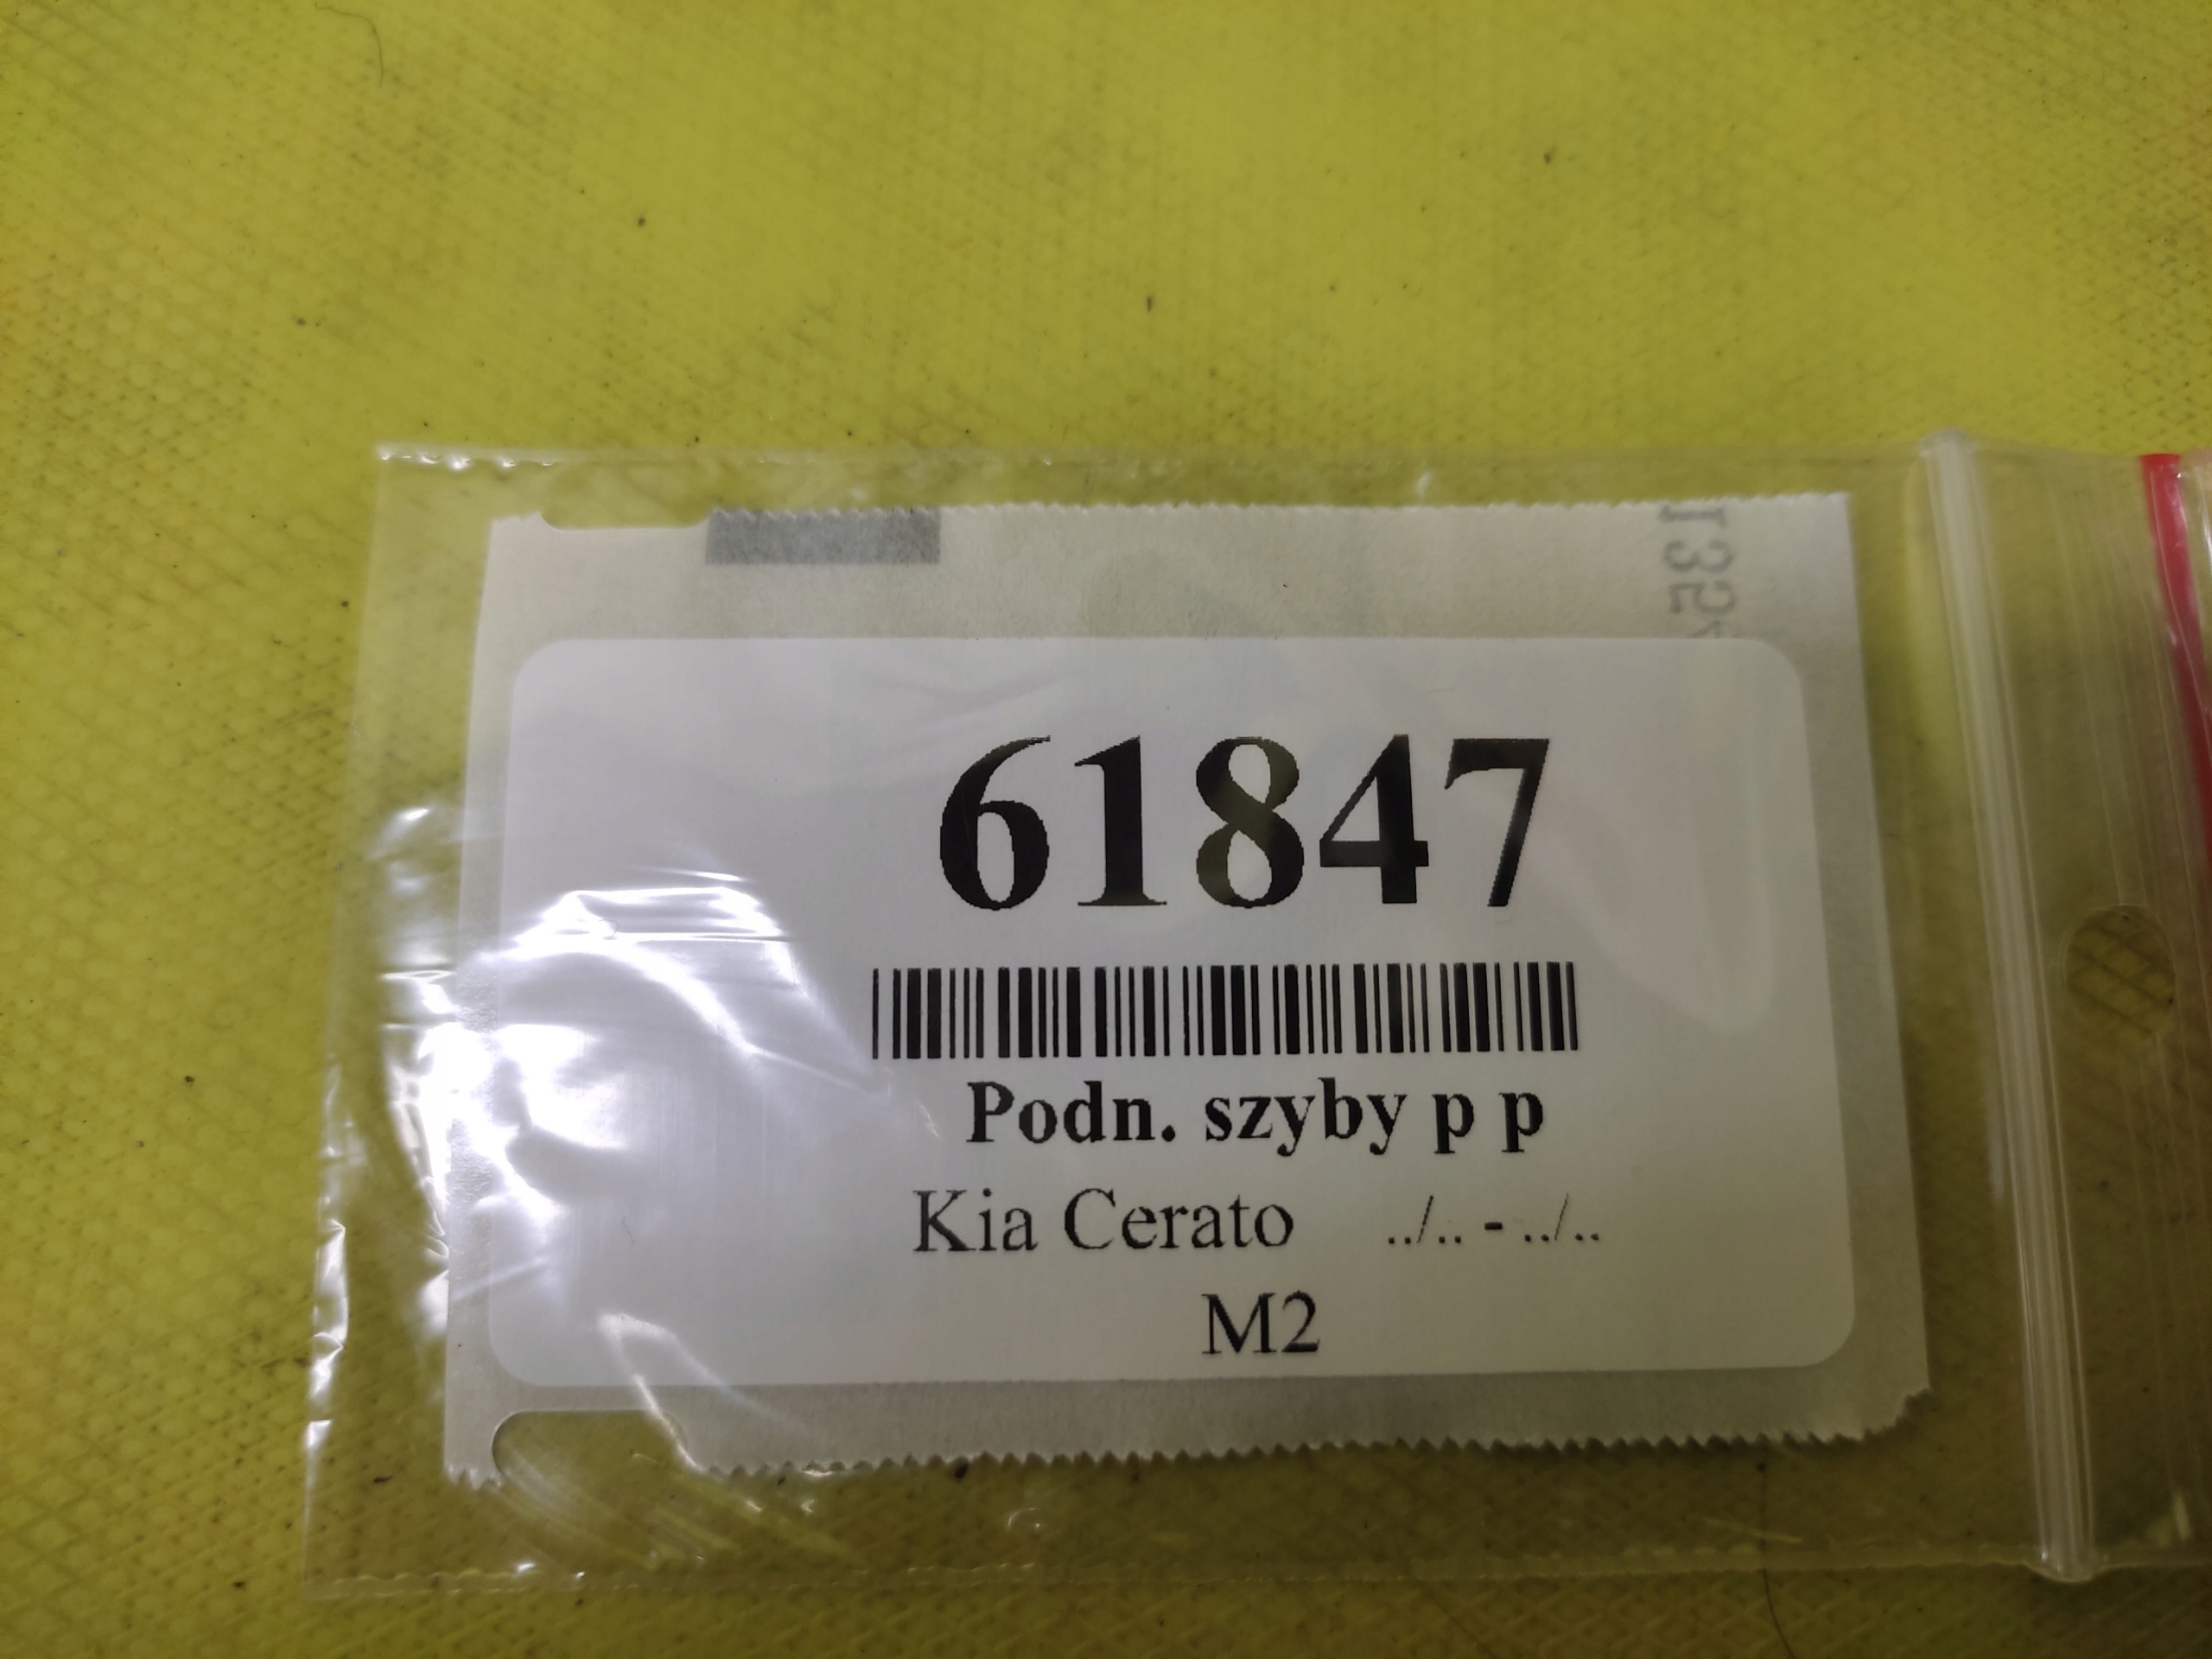 61847
Podn. szyby p p
Kia Cerato ../.. - ../..
M2